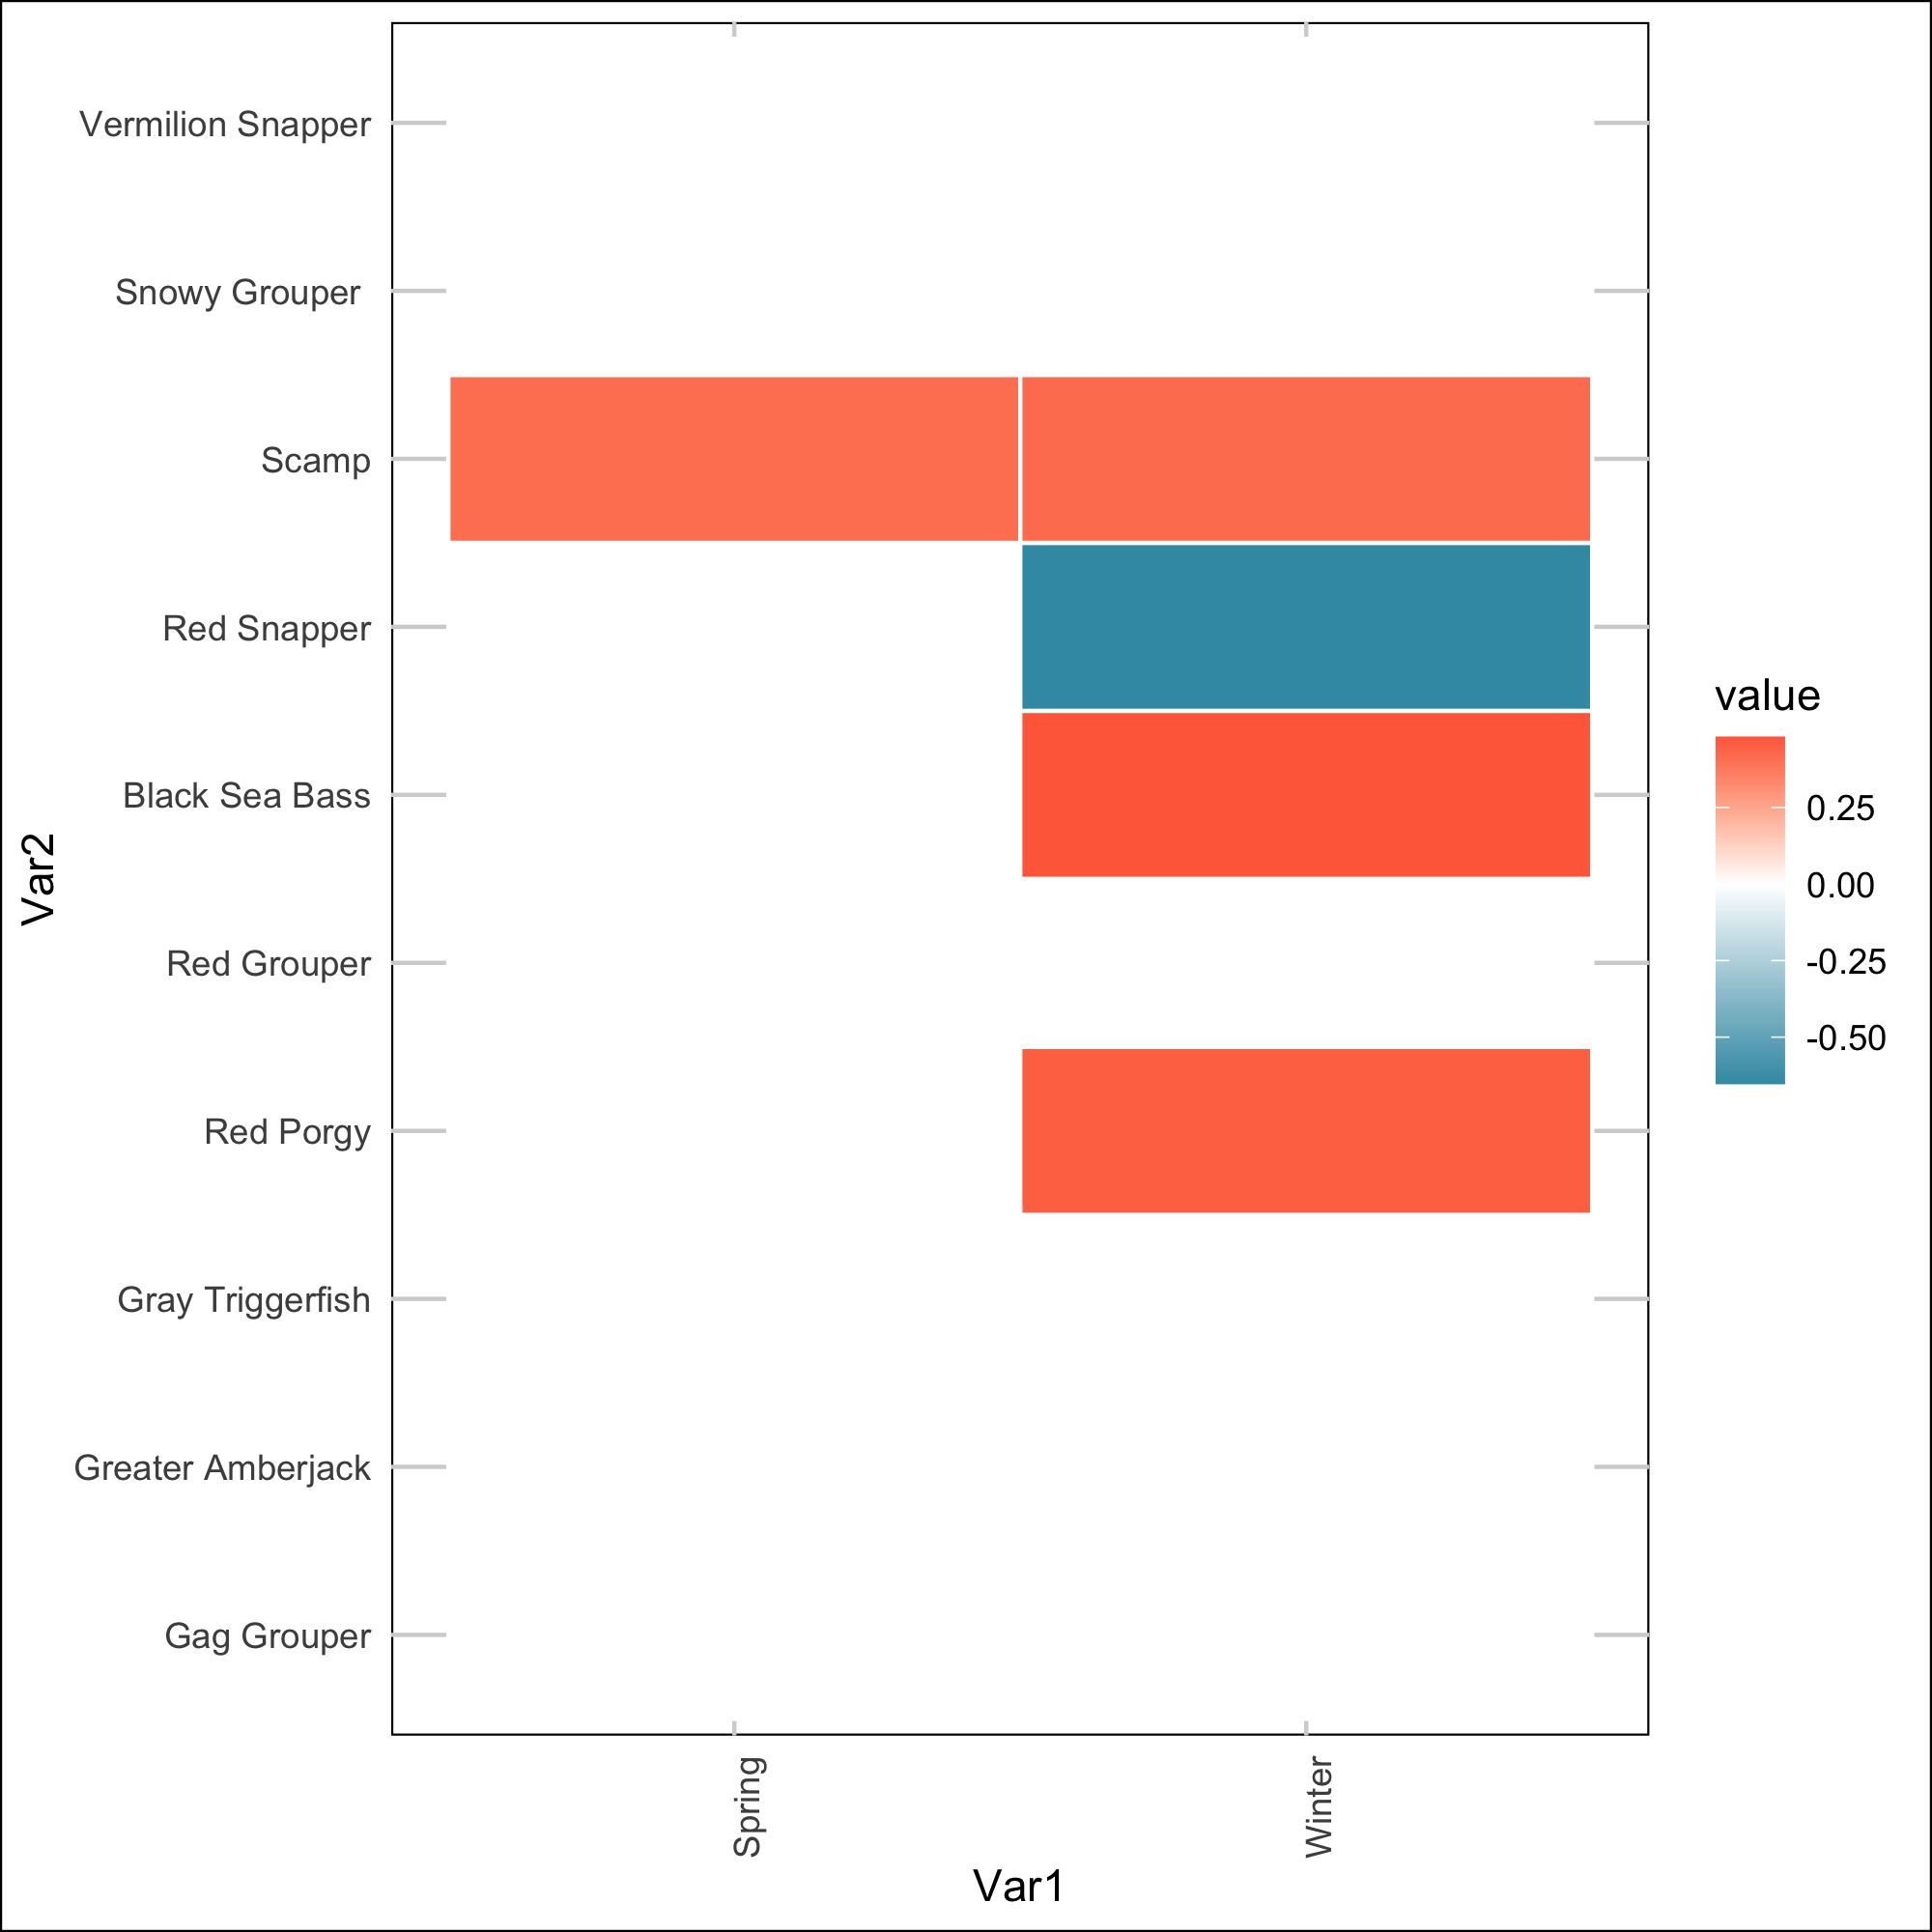 Vermilion Snapper
Snowy Grouper
Scamp
Red Snapper
Black Sea Bass
Red Grouper
Red Porgy
Gray Triggerfish
Greater Amberjack
Gag Grouper
Var2
Spring
Winter
Var1
value
0.25
0.00
-0.25
-0.50